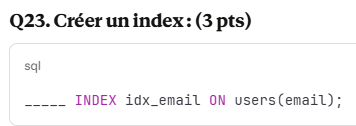 Q23. Créer un index : (3 pts)
sql
_____ INDEX idx_email ON users(email);